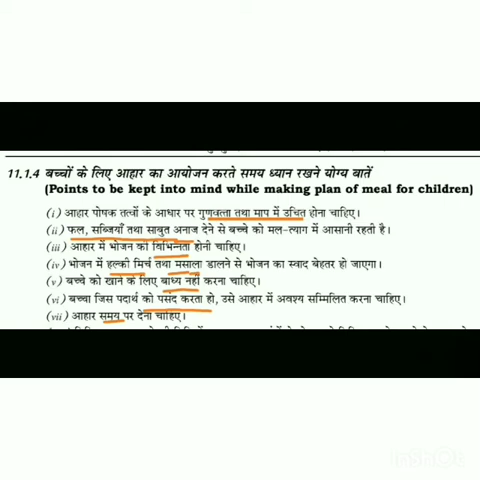 11.1.4 बच्चों के लिए आहार का आयोजन करते समय ध्यान रखने योग्य बातें
(Points to be kept into mind while making plan of meal for children)
(i) आहार पोषक तत्वों के आधार पर गुणवत्ता तथा माप में उचित होना चाहिए।
(ii) फल, सब्जियाँ तथा साबुत अनाज देने से बच्चे को मल-त्याग में आसानी रहती है।
(iii) आहार में भोजन की विभिन्नता होनी चाहिए।
(iv) भोजन में हल्की मिर्च तथा मसाला डालने से भोजन का स्वाद बेहतर हो जाएगा।
(v) बच्चे को खाने के लिए बाध्य नहीं करना चाहिए।
(vi) बच्चा जिस पदार्थ को पसंद करता हो, उसे आहार में अवश्य सम्मिलित करना चाहिए।
(vii) आहार समय पर देना चाहिए।